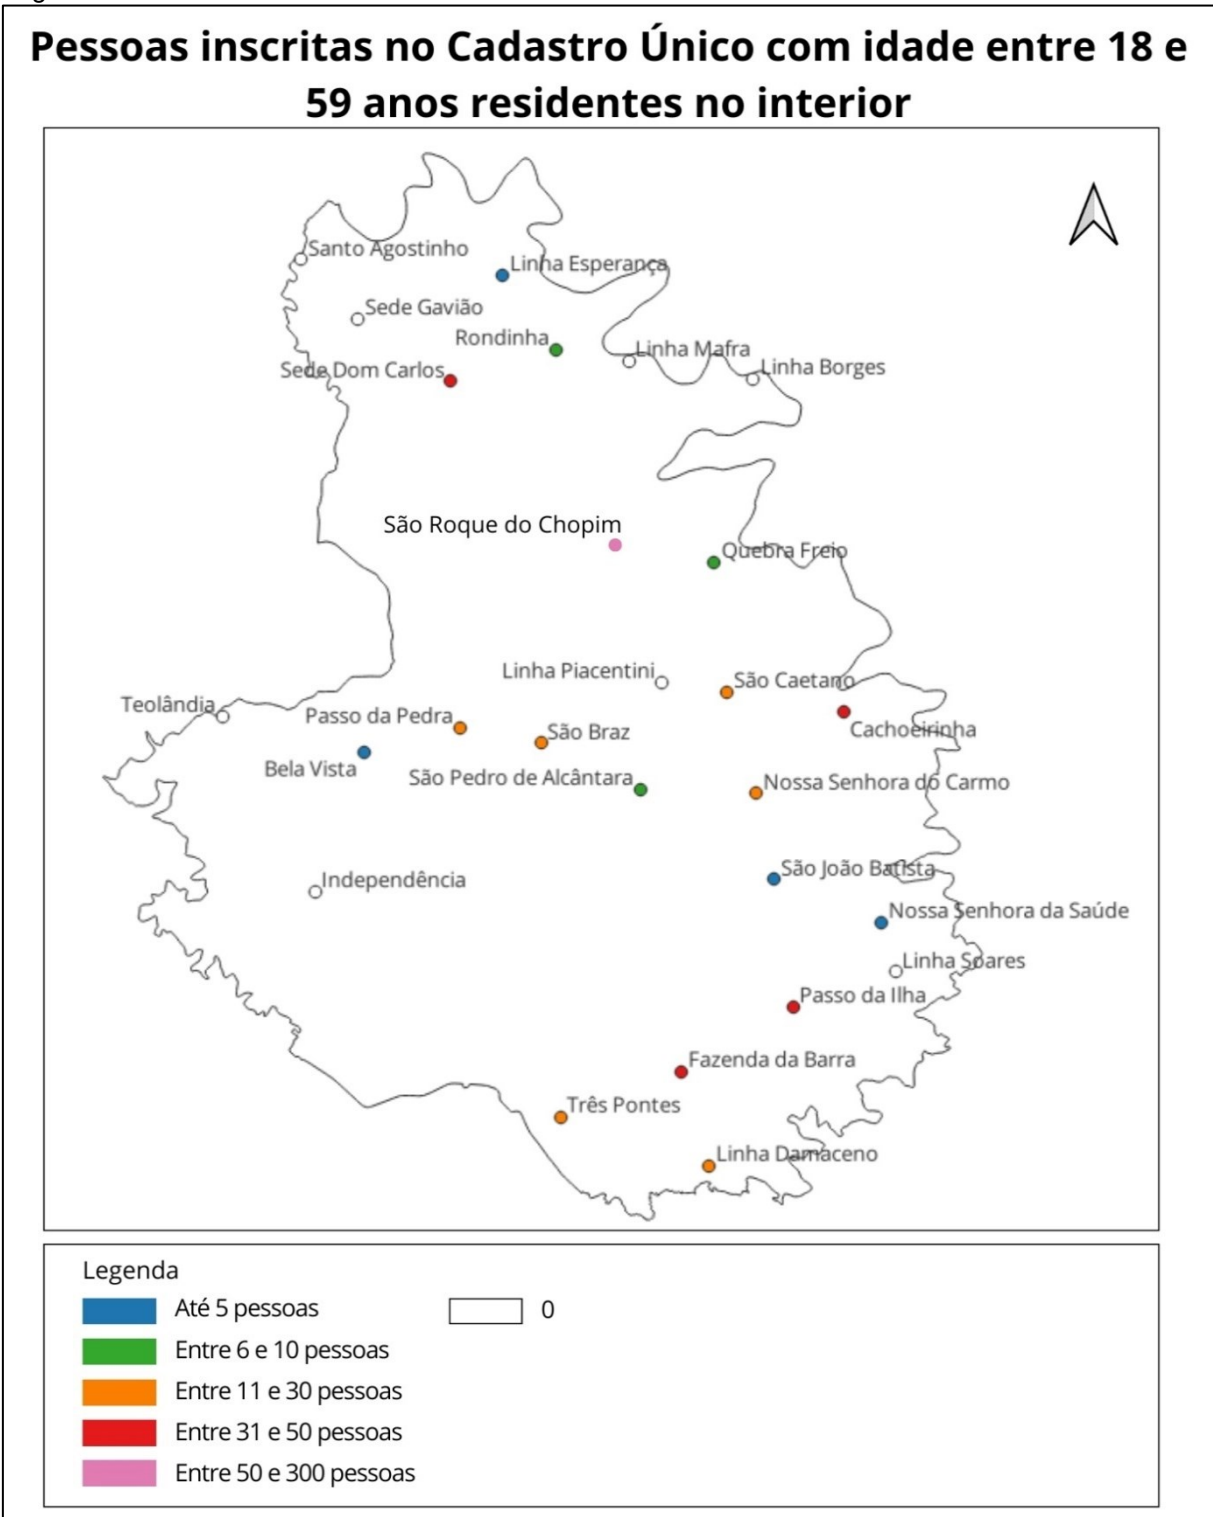 Pessoas inscritas no Cadastro Único com idade entre 18 e
59 anos residentes no interior
Santo Agostinho
Linha Esperança
Sede Gavião
Rondinha
Linha Mafra
Sede Dom Carlos
Linha Borges
São Roque do Chopim
Quebra Freio
Linha Piacentini
São Caetano
Teolândia
Passo da Pedra
Cachoeirinha
São Braz
Bela Vista
São Pedro de Alcântara
Nossa Senhora do Carmo
São João Batista
Independência
Nossa Senhora da Saúde
Linha Soares
Passo da Ilha
Fazenda da Barra
Três Pontes
Linha Damaceno
Legenda
Até 5 pessoas
0
Entre 6 e 10 pessoas
Entre 11 e 30 pessoas
Entre 31 e 50 pessoas
Entre 50 e 300 pessoas